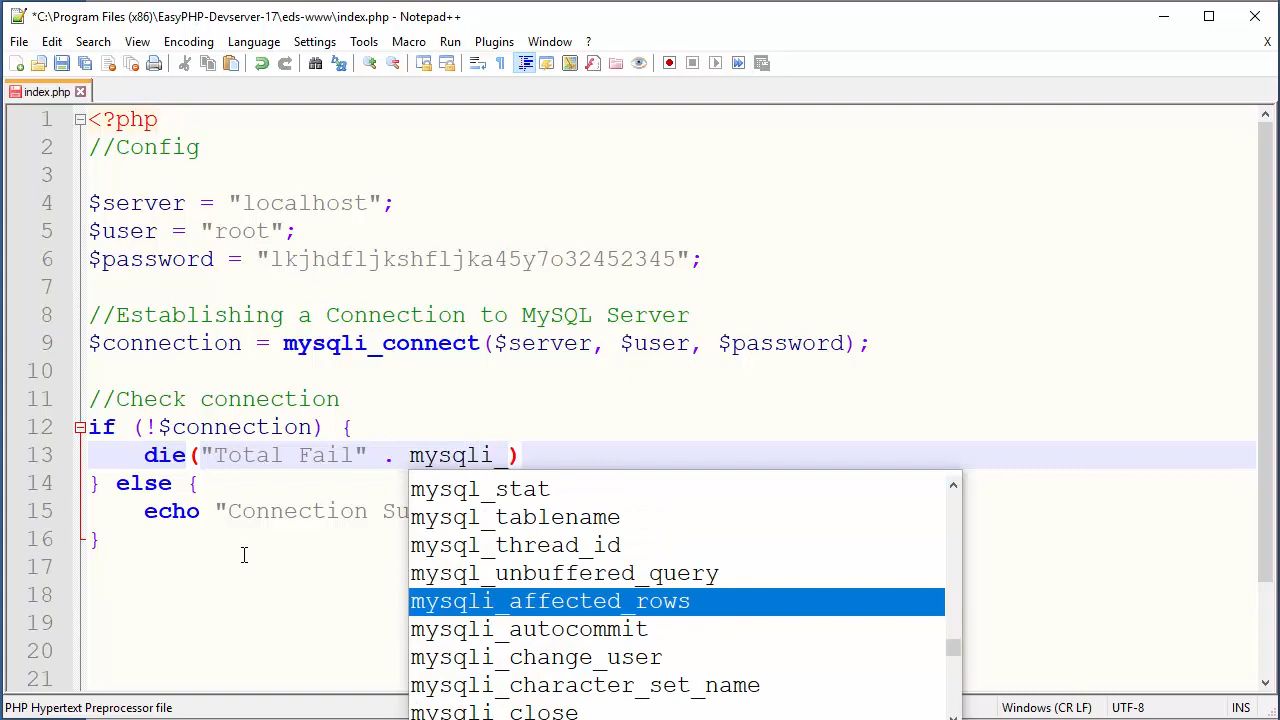 *C:\Program Files (x86)\EasyPHP-Devserver-17\eds-www\index.php - Notepad++
File Edit Search View Encoding Language Settings Tools Macro Run Plugins Window ? X
index.php
1 <?php
2 //Config
3
4 $server = "localhost";
5 $user = "root";
6 $password = "lkjhdfljkshfljka45y7o32452345";
7
8 //Establishing a Connection to MySQL Server
9 $connection = mysqli_connect($server, $user, $password);
10
11 //Check connection
12 if (!$connection) {
13 die("Total Fail" . mysqli_)
14 } else {
15 echo "Connection Su
16 }
17
18
19
20
21
mysql_stat
mysql_tablename
mysql_thread_id
mysql_unbuffered_query
mysqli_affected_rows
mysqli_autocommit
mysqli_change_user
mysqli_character_set_name
mysqli_close
PHP Hypertext Preprocessor file Windows (CR LF) UTF-8 INS